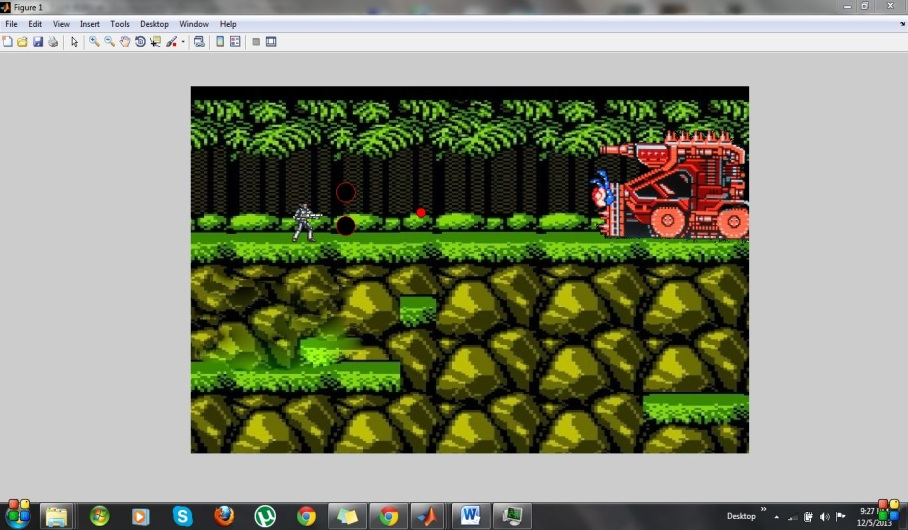 Figure 1
File Edit View Insert Tools Desktop Window Help
Desktop
9:27
12/5/2013